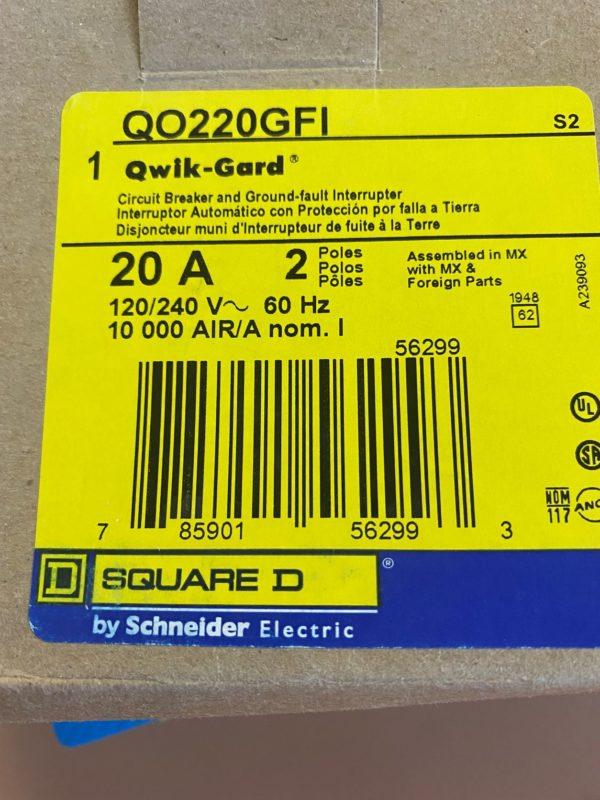 QO220GFI
S2
1 Qwik-Gard®
Circuit Breaker and Ground-fault Interrupter
Interruptor Automático con Protección por falla a Tierra
Disjoncteur muni d'Interrupteur de fuite à la Terre
20 A
2
Poles
Polos
Pôles
Assembled in MX
with MX &
Foreign Parts
120/240 V~ 60 Hz
10 000 AIR/A nom. I
1948
62
A239093
56299
7 85901 56299 3
UL
SA
NOM
117
ANC
D SQUARE D ®
by Schneider Electric